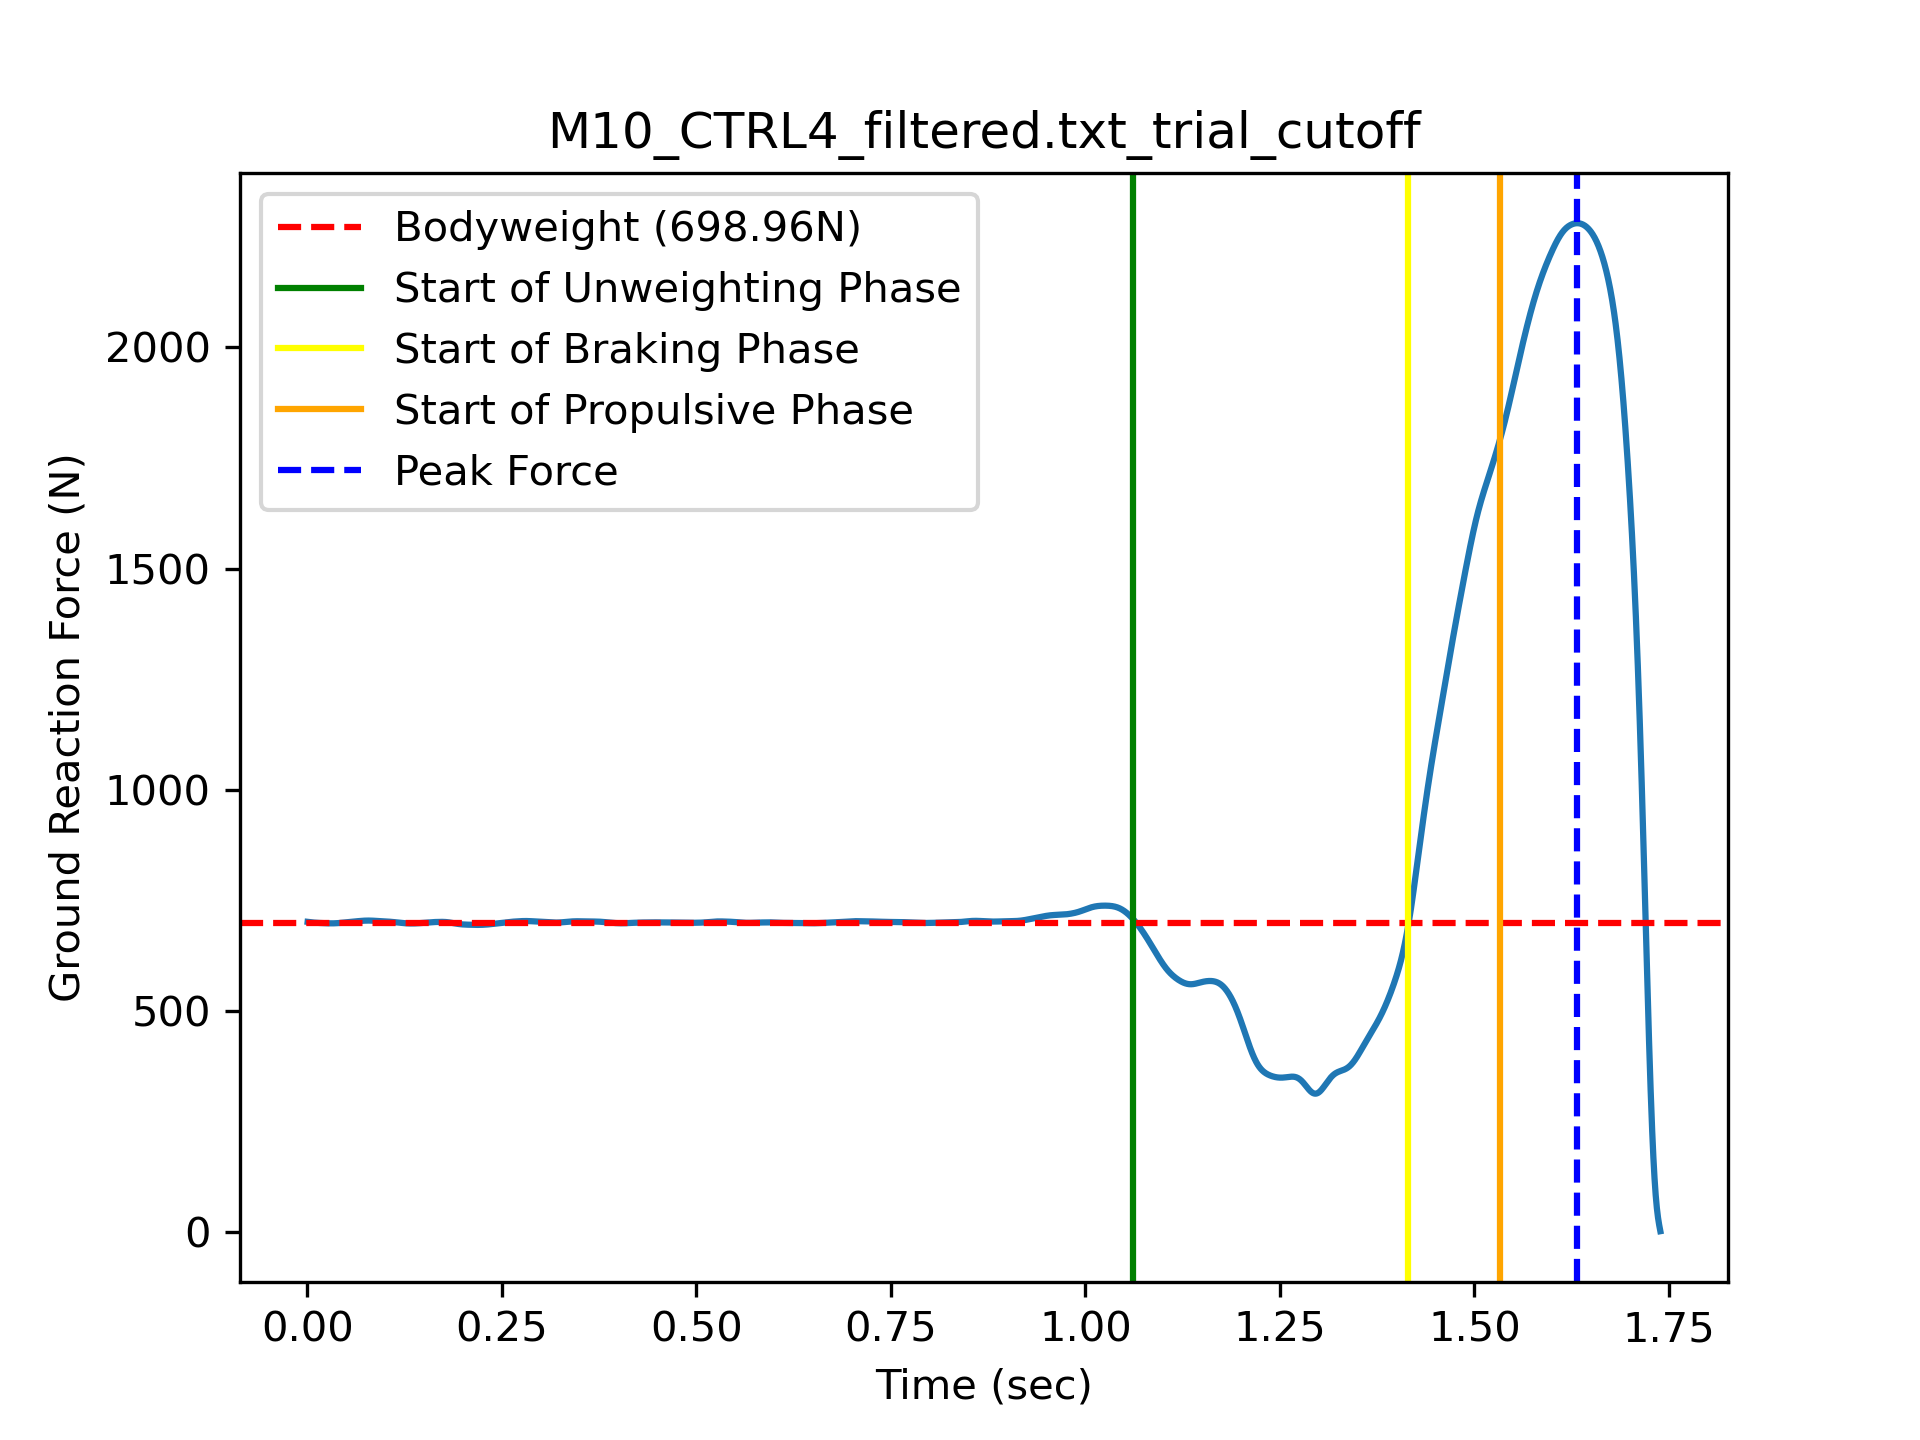 M10_CTRL4_filtered.txt_trial_cutoff
Bodyweight (698.96N)
Start of Unweighting Phase
Start of Braking Phase
Start of Propulsive Phase
Peak Force
Ground Reaction Force (N)
2000
1500
1000
500
0
0.00 0.25 0.50 0.75 1.00 1.25 1.50 1.75
Time (sec)